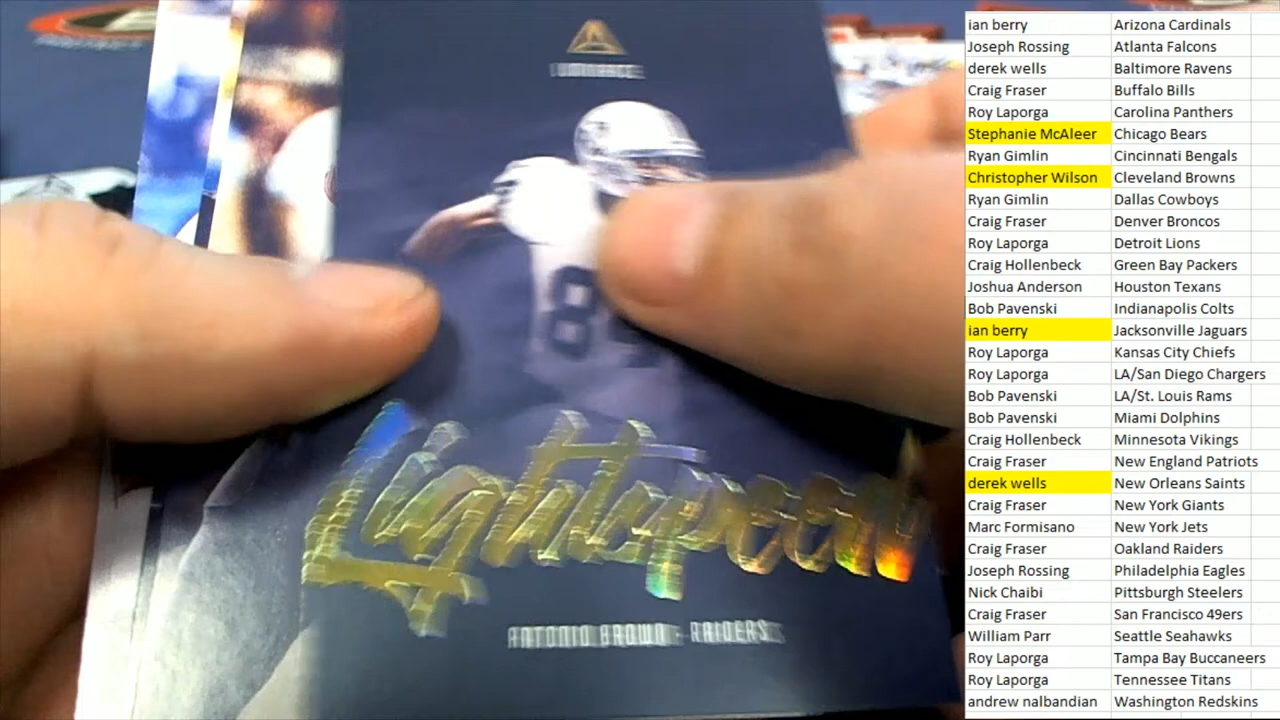 LUMINANCE
84
Lightspeed
ANTONIO BROWN - RAIDERS
ian berry Arizona Cardinals
Joseph Rossing Atlanta Falcons
derek wells Baltimore Ravens
Craig Fraser Buffalo Bills
Roy Laporga Carolina Panthers
Stephanie McAleer Chicago Bears
Ryan Gimlin Cincinnati Bengals
Christopher Wilson Cleveland Browns
Ryan Gimlin Dallas Cowboys
Craig Fraser Denver Broncos
Roy Laporga Detroit Lions
Craig Hollenbeck Green Bay Packers
Joshua Anderson Houston Texans
Bob Pavenski Indianapolis Colts
ian berry Jacksonville Jaguars
Roy Laporga Kansas City Chiefs
Roy Laporga LA/San Diego Chargers
Bob Pavenski LA/St. Louis Rams
Bob Pavenski Miami Dolphins
Craig Hollenbeck Minnesota Vikings
Craig Fraser New England Patriots
derek wells New Orleans Saints
Craig Fraser New York Giants
Marc Formisano New York Jets
Craig Fraser Oakland Raiders
Joseph Rossing Philadelphia Eagles
Nick Chaibi Pittsburgh Steelers
Craig Fraser San Francisco 49ers
William Parr Seattle Seahawks
Roy Laporga Tampa Bay Buccaneers
Roy Laporga Tennessee Titans
andrew nalbandian Washington Redskins